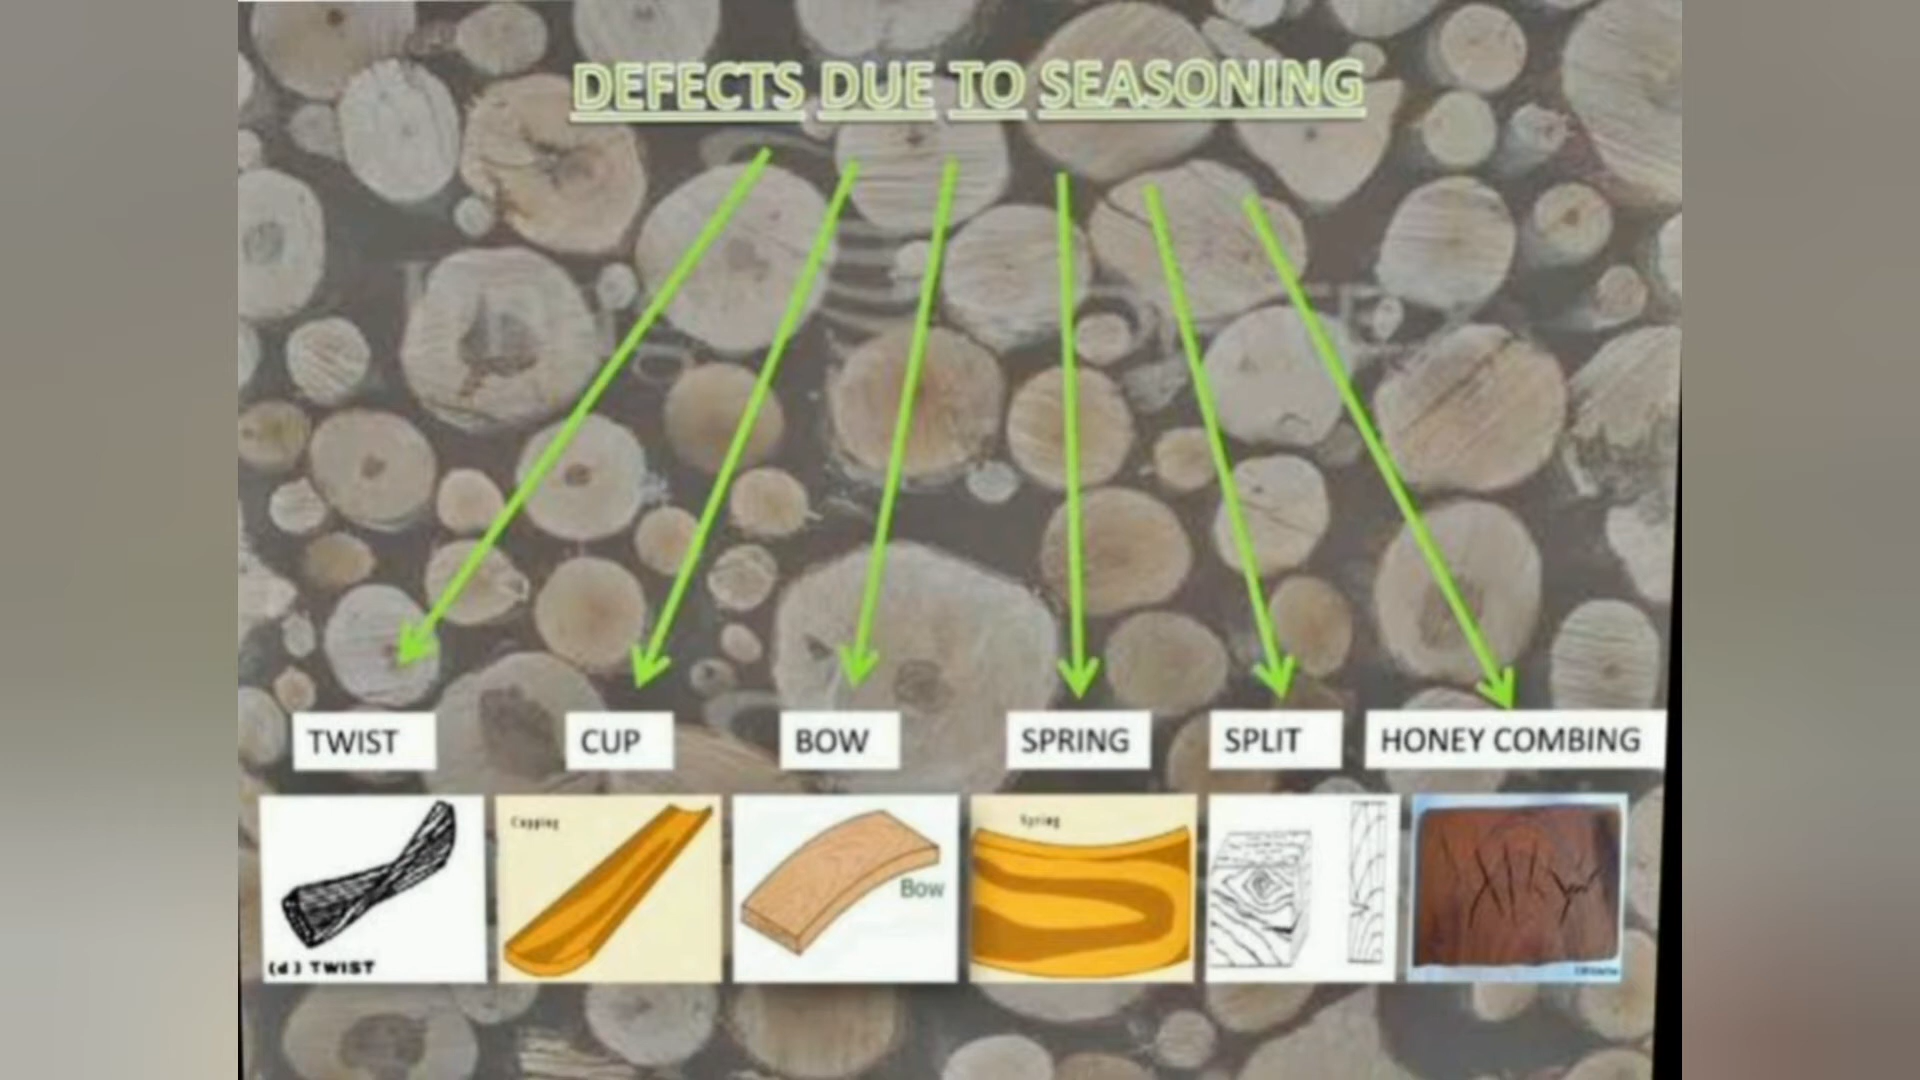 DEFECTS DUE TO SEASONING
TWIST
CUP
BOW
SPRING
SPLIT
HONEY COMBING
(d) TWIST
Cupping
Bow
Spring